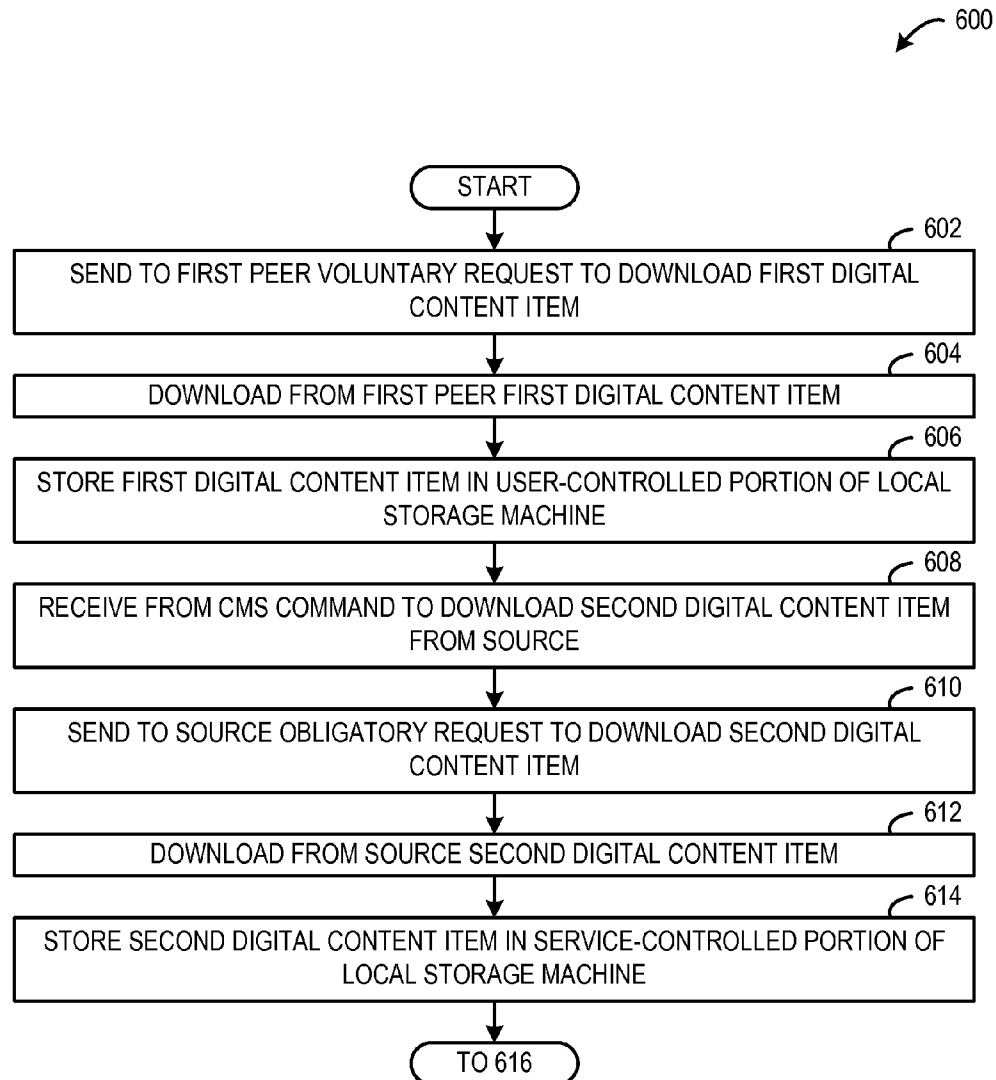 600
START
602
SEND TO FIRST PEER VOLUNTARY REQUEST TO DOWNLOAD FIRST DIGITAL
CONTENT ITEM
604
DOWNLOAD FROM FIRST PEER FIRST DIGITAL CONTENT ITEM
606
STORE FIRST DIGITAL CONTENT ITEM IN USER-CONTROLLED PORTION OF LOCAL
STORAGE MACHINE
608
RECEIVE FROM CMS COMMAND TO DOWNLOAD SECOND DIGITAL CONTENT ITEM
FROM SOURCE
610
SEND TO SOURCE OBLIGATORY REQUEST TO DOWNLOAD SECOND DIGITAL
CONTENT ITEM
612
DOWNLOAD FROM SOURCE SECOND DIGITAL CONTENT ITEM
614
STORE SECOND DIGITAL CONTENT ITEM IN SERVICE-CONTROLLED PORTION OF
LOCAL STORAGE MACHINE
TO 616